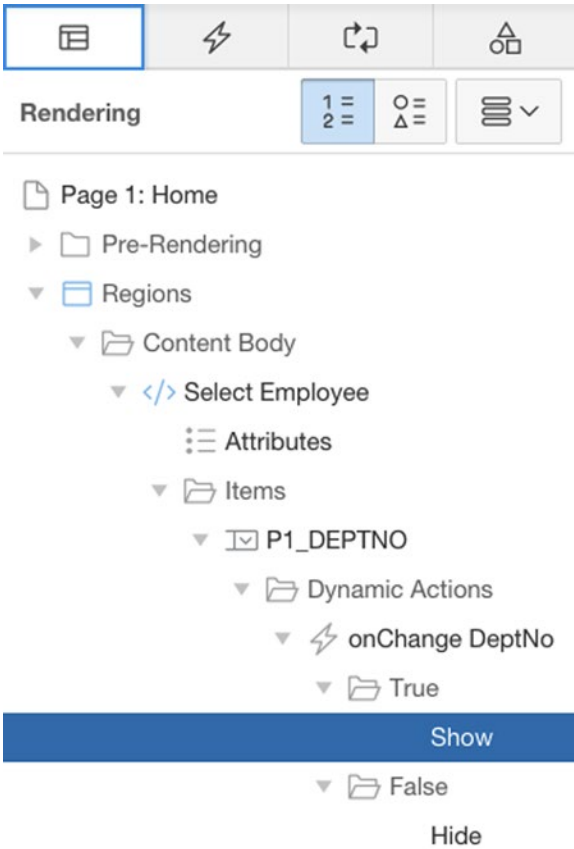 Rendering
1 =
2 =
Page 1: Home
Pre-Rendering
Regions
Content Body
</> Select Employee
Attributes
Items
P1_DEPTNO
Dynamic Actions
onChange DeptNo
True
Show
False
Hide